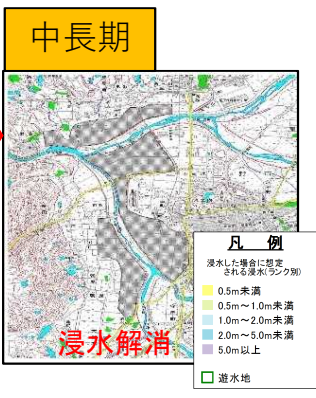 中長期
浸水解消
凡 例
浸水した場合に想定
される浸水(ランク別)
0.5m未満
0.5m～1.0m未満
1.0m～2.0m未満
2.0m～5.0m未満
5.0m以上
遊水地